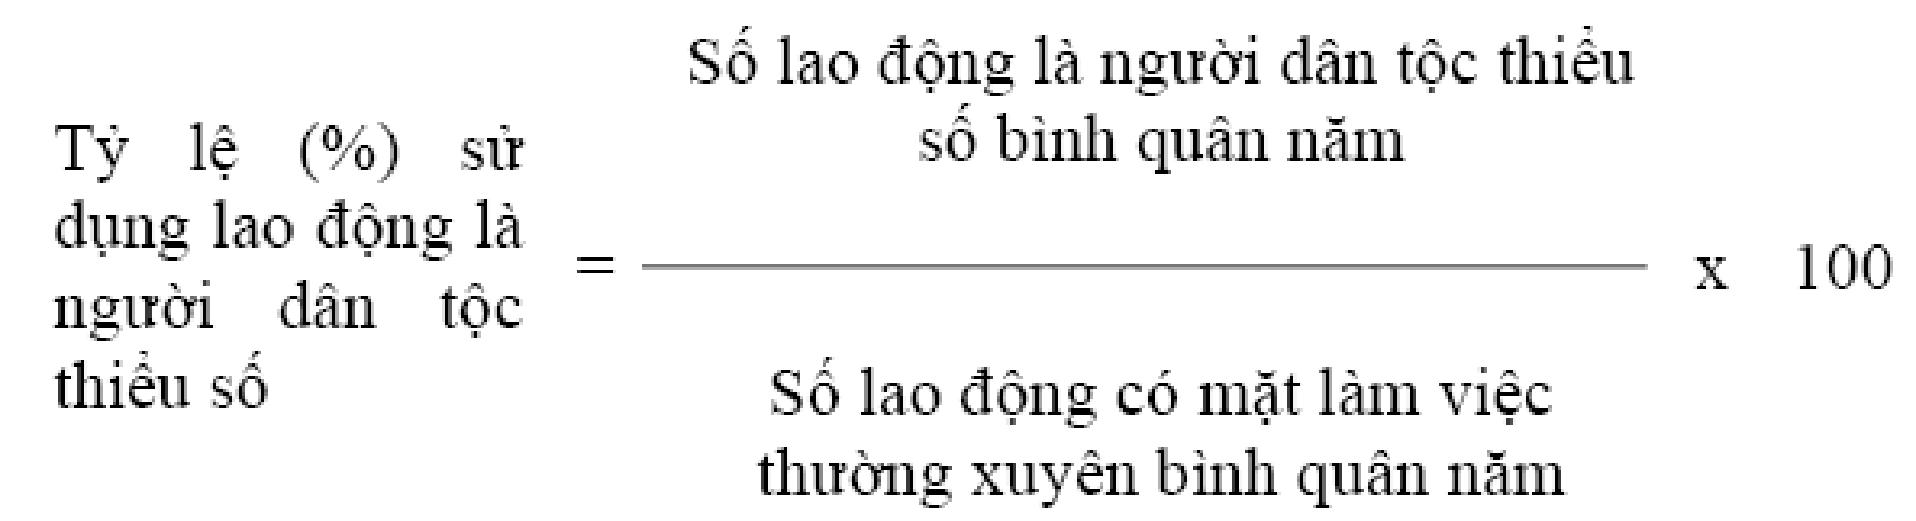 Tỷ lệ (%) sử
dụng lao động là
người dân tộc
thiểu số
=
Số lao động là người dân tộc thiểu
số bình quân năm
Số lao động có mặt làm việc
thường xuyên bình quân năm
x 100